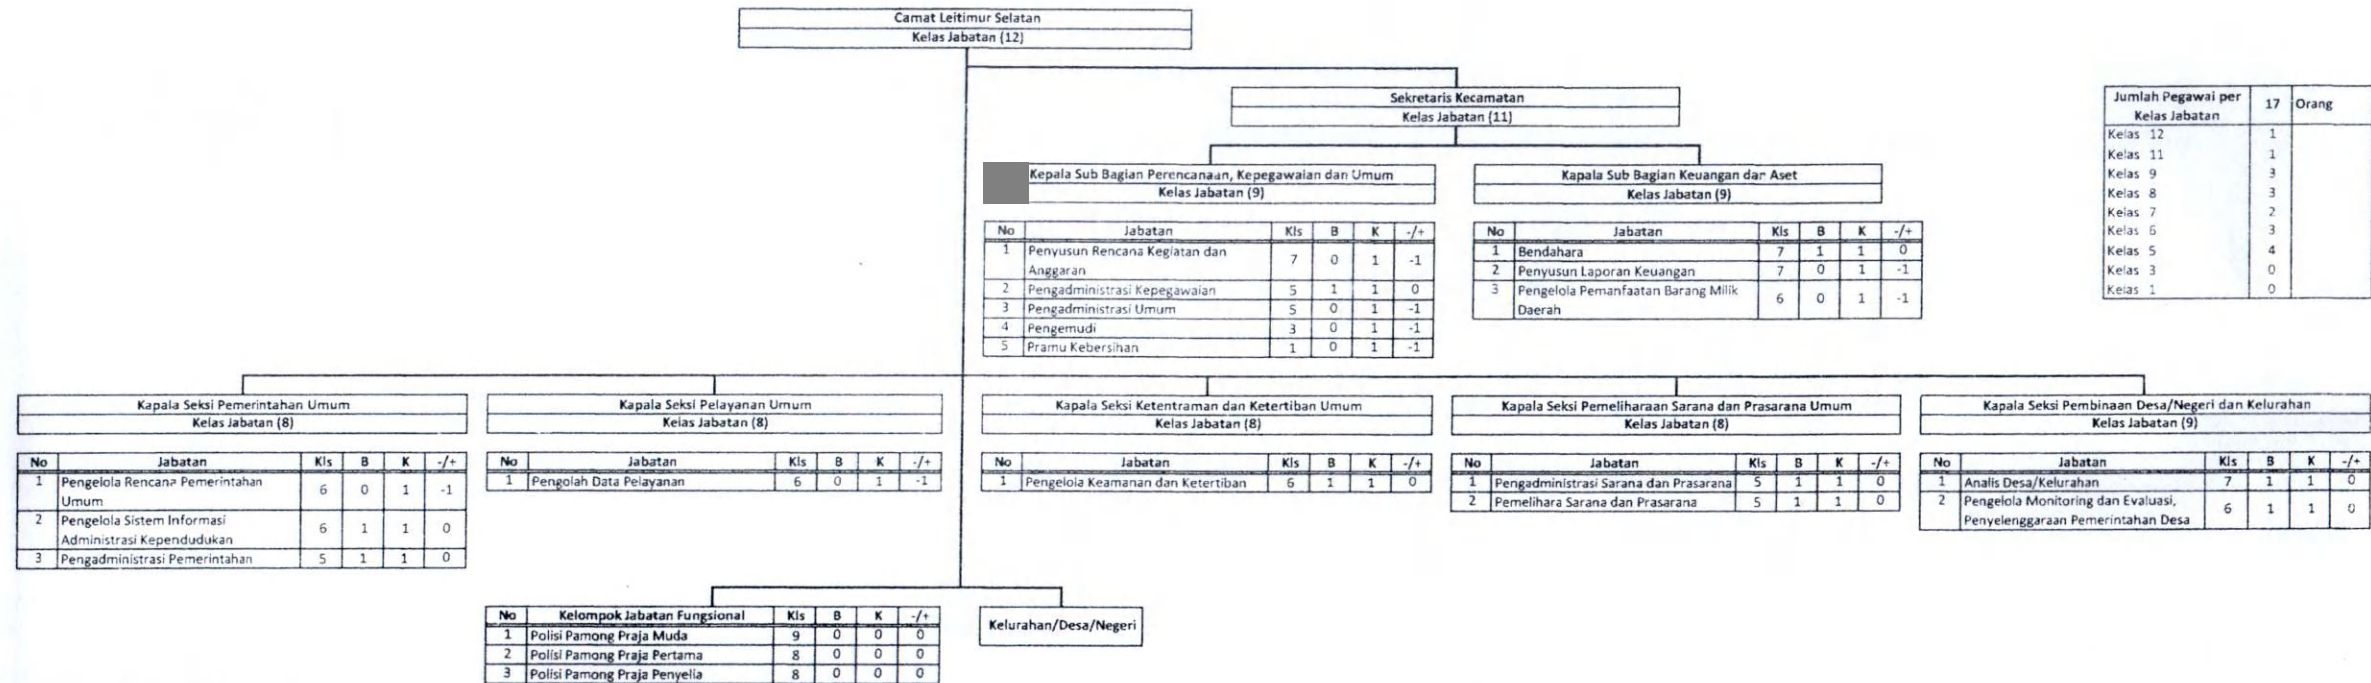 Camat Leitimur Selatan
Kelas Jabatan (12)
Sekretaris Kecamatan
Kelas Jabatan (11)
Jumlah Pegawai per Kelas Jabatan 17 Orang
Kelas 12 1
Kelas 11 1
Kelas 9 3
Kelas 8 3
Kelas 7 2
Kelas 6 3
Kelas 5 4
Kelas 3 0
Kelas 1 0
Kepala Sub Bagian Perencanaan, Kepegawaian dan Umum
Kelas Jabatan (9)
No Jabatan Kls B K -/+
1 Penyusun Rencana Kegiatan dan
Anggaran 7 0 1 -1
2 Pengadministrasi Kepegawaian 5 1 1 0
3 Pengadministrasi Umum 5 0 1 -1
4 Pengemudi 3 0 1 -1
5 Pramu Kebersihan 1 0 1 -1
Kapala Sub Bagian Keuangan dan Aset
Kelas Jabatan (9)
No Jabatan Kls B K -/+
1 Bendahara 7 1 1 0
2 Penyusun Laporan Keuangan 7 0 1 -1
3 Pengelola Pemanfaatan Barang Milik
Daerah 6 0 1 -1
Kapala Seksi Pemerintahan Umum
Kelas Jabatan (8)
No Jabatan Kls B K -/+
1 Pengelola Rencana Pemerintahan
Umum 6 0 1 -1
2 Pengelola Sistem Informasi
Administrasi Kependudukan 6 1 1 0
3 Pengadministrasi Pemerintahan 5 1 1 0
Kapala Seksi Pelayanan Umum
Kelas Jabatan (8)
No Jabatan Kls B K -/+
1 Pengolah Data Pelayanan 6 0 1 -1
Kapala Seksi Ketentraman dan Ketertiban Umum
Kelas Jabatan (8)
No Jabatan Kls B K -/+
1 Pengelola Keamanan dan Ketertiban 6 1 1 0
Kapala Seksi Pemeliharaan Sarana dan Prasarana Umum
Kelas Jabatan (8)
No Jabatan Kls B K -/+
1 Pengadministrasi Sarana dan Prasarana 5 1 1 0
2 Pemelihara Sarana dan Prasarana 5 1 1 0
Kapala Seksi Pembinaan Desa/Negeri dan Kelurahan
Kelas Jabatan (9)
No Jabatan Kls B K -/+
1 Analis Desa/Kelurahan 7 1 1 0
2 Pengelola Monitoring dan Evaluasi,
Penyelenggaraan Pemerintahan Desa 6 1 1 0
No Kelompok Jabatan Fungsional Kls B K -/+
1 Polisi Pamong Praja Muda 9 0 0 0
2 Polisi Pamong Praja Pertama 8 0 0 0
3 Polisi Pamong Praja Penyelia 8 0 0 0
Kelurahan/Desa/Negeri